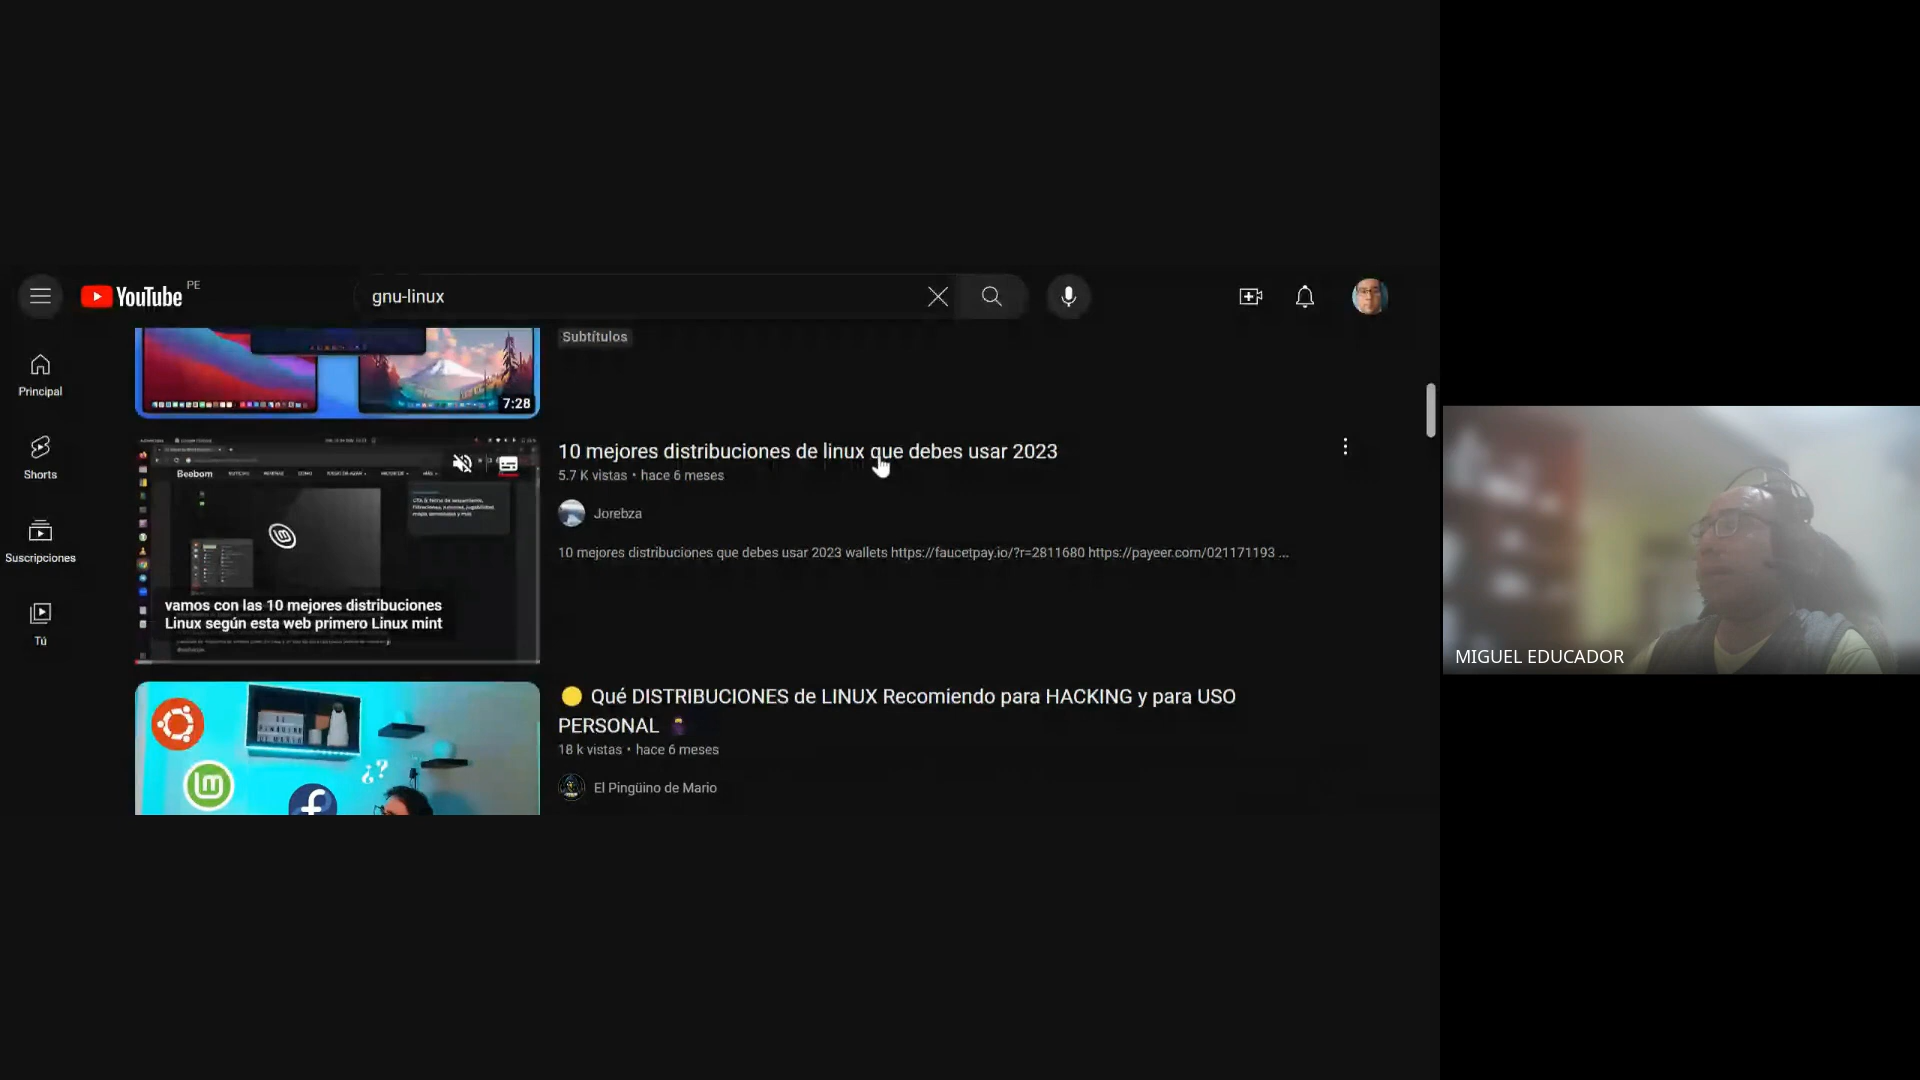 YouTube PE
gnu-linux
Principal
Shorts
Suscripciones
Tú
7:28
Subtítulos
Beebom
vamos con las 10 mejores distribuciones
Linux según esta web primero Linux mint
10 mejores distribuciones de linux que debes usar 2023
5.7 K vistas • hace 6 meses
Jorebza
10 mejores distribuciones que debes usar 2023 wallets https://faucetpay.io/?r=2811680 https://payeer.com/021171193 ...
¿?
Qué DISTRIBUCIONES de LINUX Recomiendo para HACKING y para USO
PERSONAL
18 k vistas • hace 6 meses
El Pingüino de Mario
MIGUEL EDUCADOR